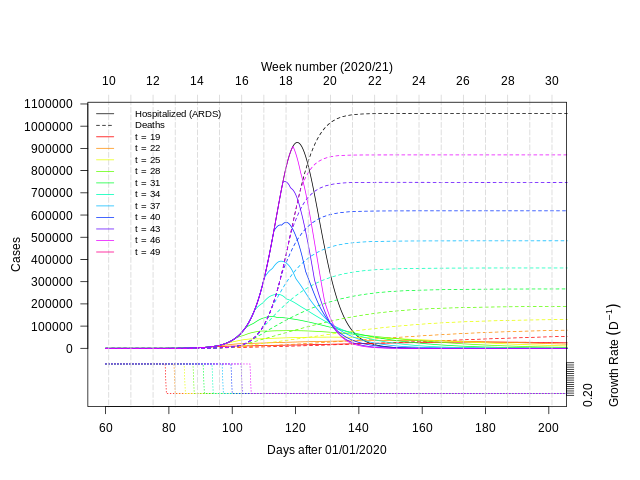 Week number (2020/21)
10 12 14 16 18 20 22 24 26 28 30
1100000
1000000
900000
800000
700000
600000
500000
400000
300000
200000
100000
0
Cases
Hospitalized (ARDS)
Deaths
t = 19
t = 22
t = 25
t = 28
t = 31
t = 34
t = 37
t = 40
t = 43
t = 46
t = 49
0.20
Growth Rate (D⁻¹)
60 80 100 120 140 160 180 200
Days after 01/01/2020